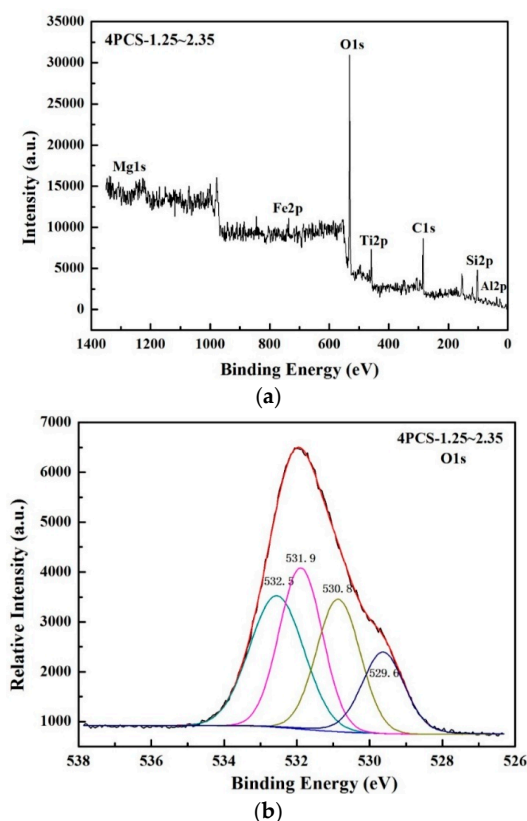 4PCS-1.25~2.35
O1s
Mg1s
Fe2p
Ti2p
C1s
Si2p
Al2p
Intensity (a.u.)
35000
30000
25000
20000
15000
10000
5000
0
1400 1200 1000 800 600 400 200 0
Binding Energy (eV)
(a)
4PCS-1.25~2.35
O1s
532.5
531.9
530.8
529.6
Relative Intensity (a.u.)
7000
6000
5000
4000
3000
2000
1000
538 536 534 532 530 528 526
Binding Energy (eV)
(b)